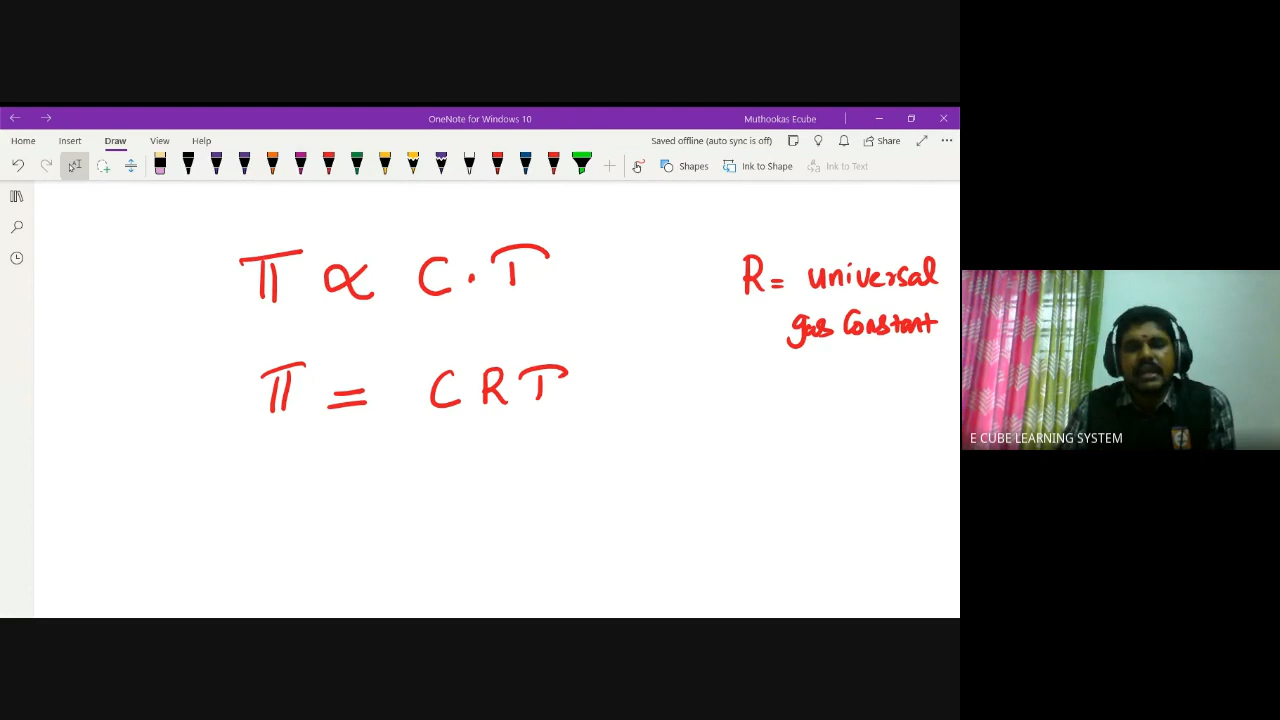 OneNote for Windows 10
Muthookas Ecube
Home Insert Draw View Help
Saved offline (auto sync is off)
Share
Shapes
Ink to Shape
Ink to Text
π ∝ C . T
R = universal
gas Constant
π = C R T
E CUBE LEARNING SYSTEM